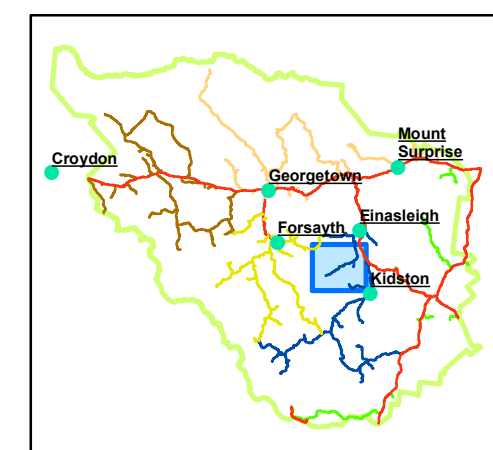 Mount
Surprise
Croydon
Georgetown
Forsayth
Einasleigh
Kidston